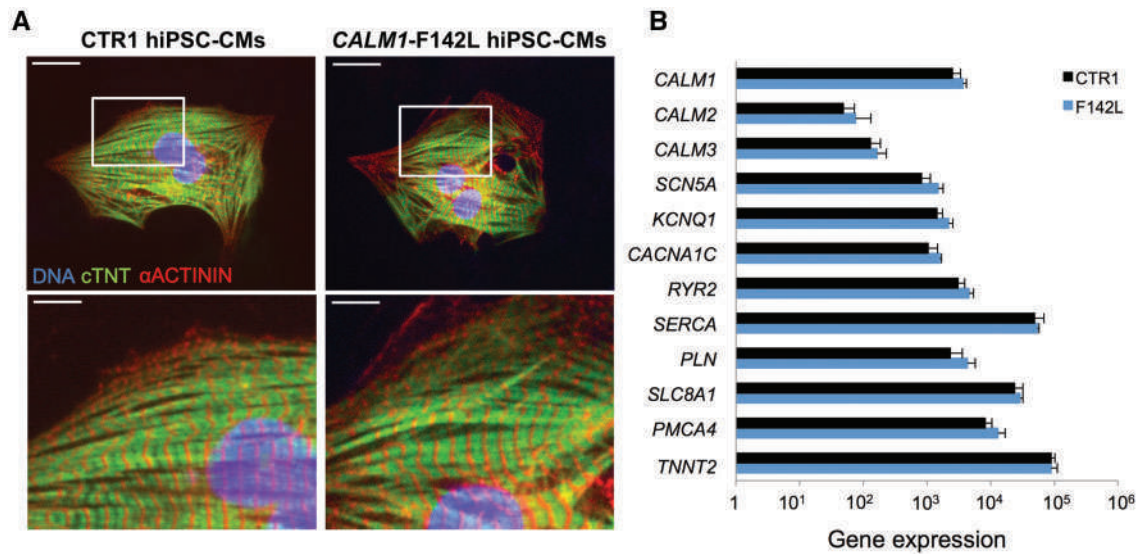 A
CTR1 hiPSC-CMs
CALM1-F142L hiPSC-CMs
DNA cTNT αACTININ
B
CTR1
F142L
CALM1
CALM2
CALM3
SCN5A
KCNQ1
CACNA1C
RYR2
SERCA
PLN
SLC8A1
PMCA4
TNNT2
1 10¹ 10² 10³ 10⁴ 10⁵ 10⁶
Gene expression